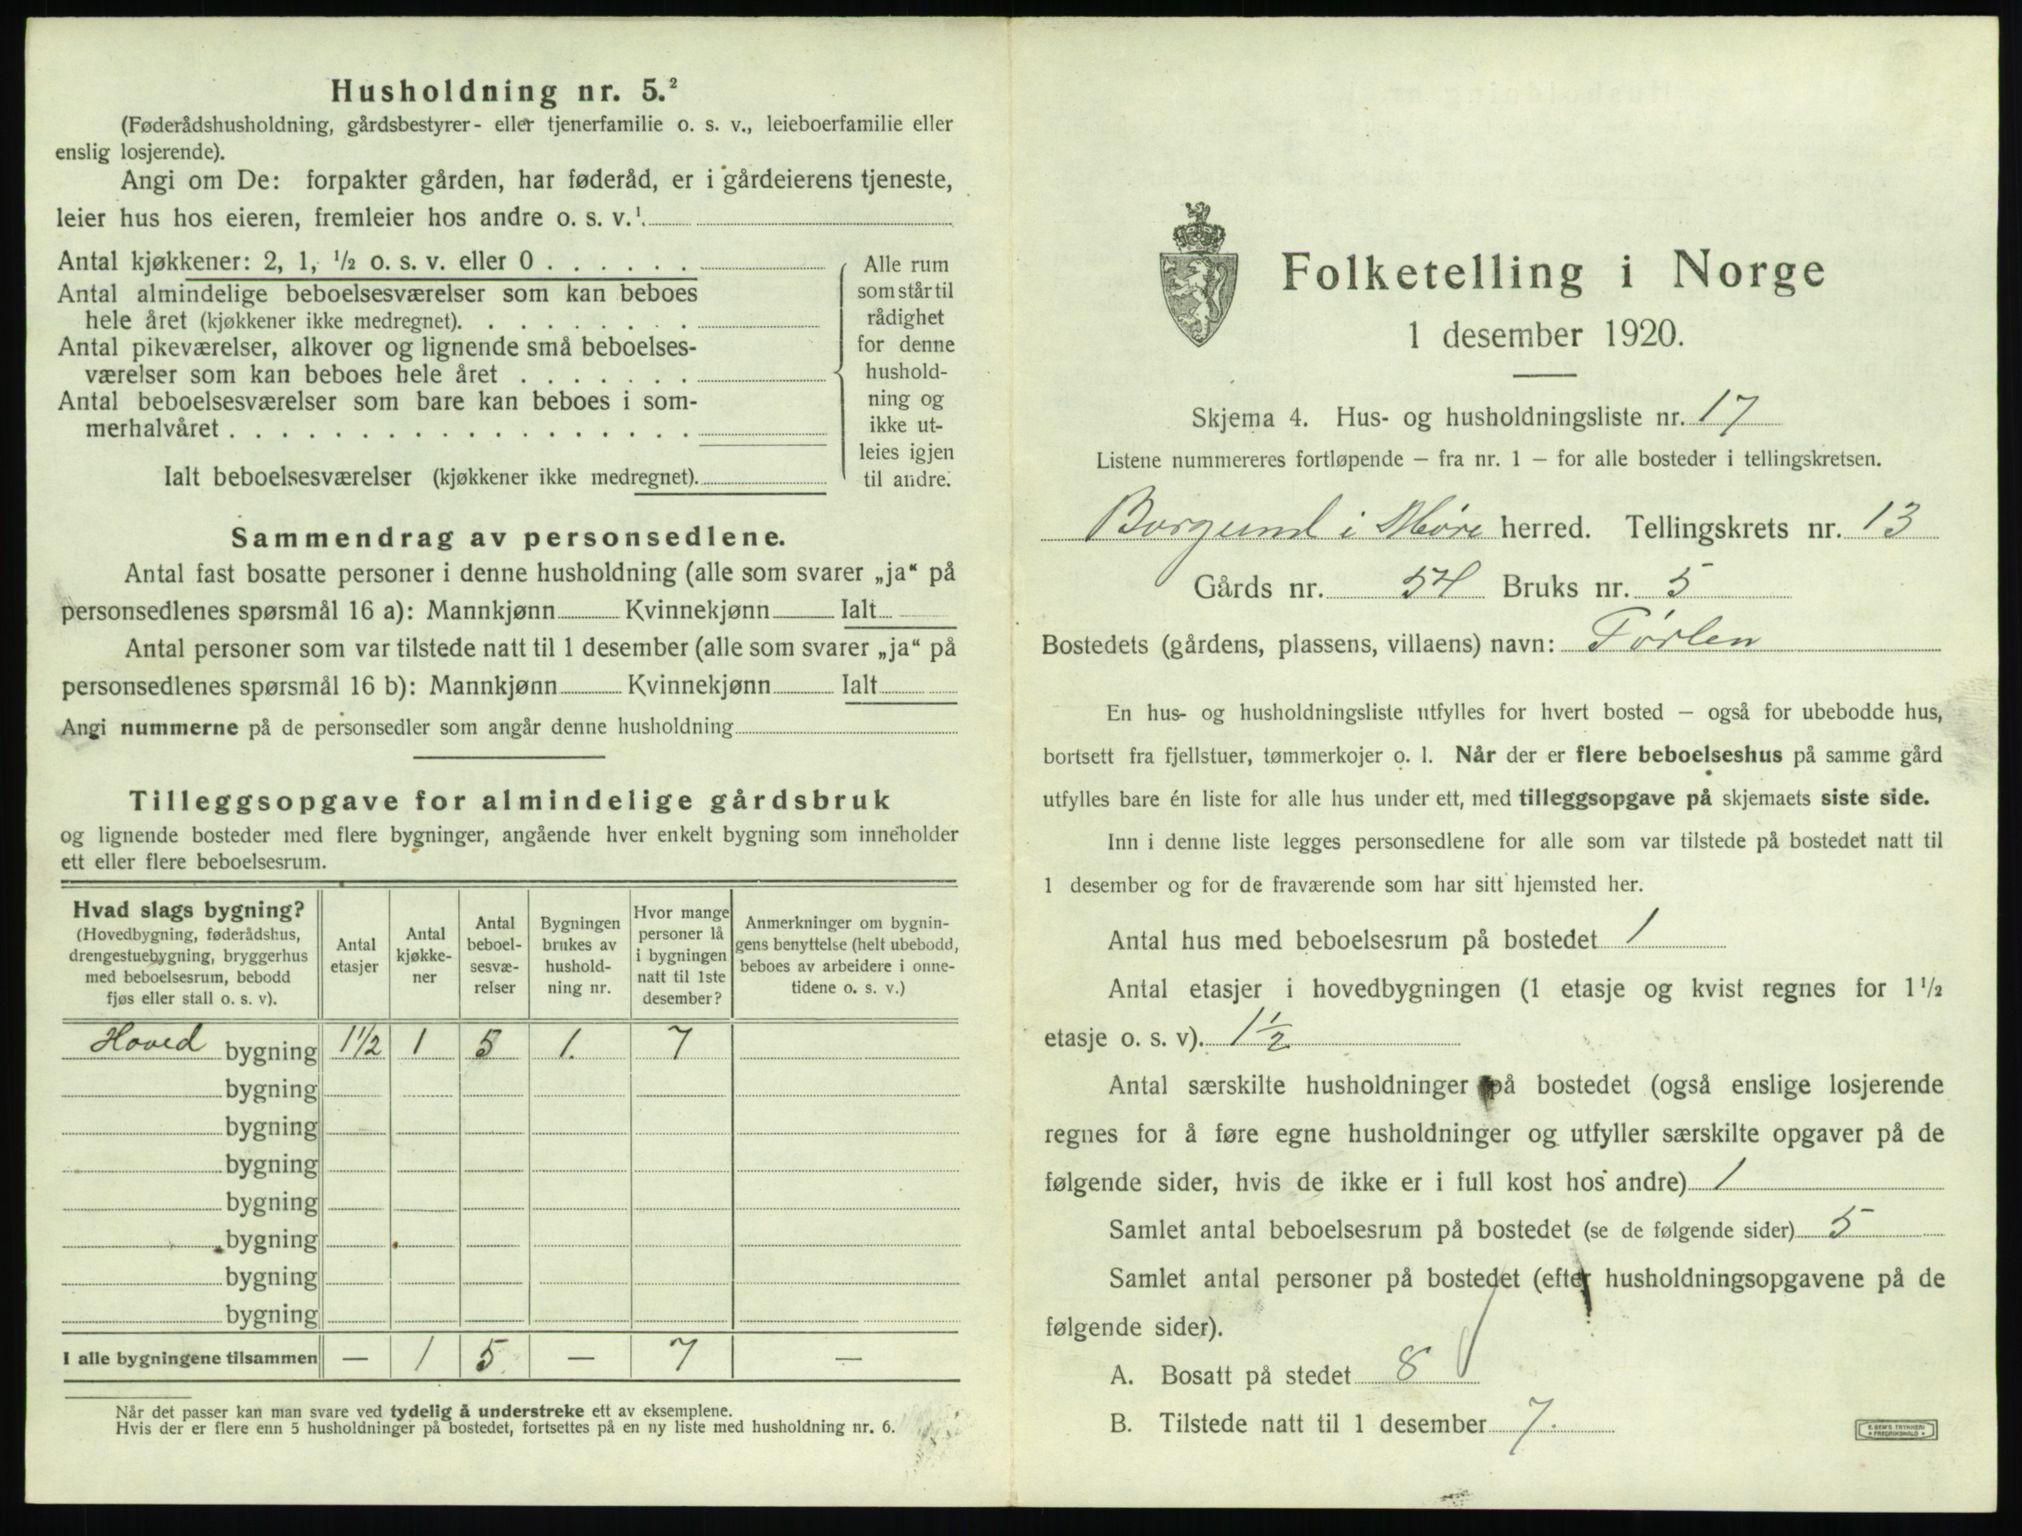 Husholdning nr. 5.²
(Føderådshusholdning, gårdsbestyrer- eller tjenerfamilie o. s. v., leieboerfamilie eller
enslig losjerende).
Angi om De: forpakter gården, har føderåd, er i gårdeierens tjeneste,
leier hus hos eieren, fremleier hos andre o. s. v.¹
Antal kjøkkener: 2, 1, ½ o. s. v. eller 0 . . . . . .
Antal almindelige beboelsesværelser som kan beboes
hele året (kjøkkener ikke medregnet). . . . . . . . .
Antal pikeværelser, alkover og lignende små beboelses-
værelser som kan beboes hele året . . . . . . .
Antal beboelsesværelser som bare kan beboes i som-
merhalvåret . . . . . . . . . . . . . . . . . .
Ialt beboelsesværelser (kjøkkener ikke medregnet).
Alle rum
som står til
rådighet
for denne
hushold-
ning og
ikke ut-
leies igjen
til andre.
Sammendrag av personsedlene.
Antal fast bosatte personer i denne husholdning (alle som svarer „ja“ på
personsedlenes spørsmål 16 a): Mannkjønn Kvinnekjønn Ialt
Antal personer som var tilstede natt til 1 desember (alle som svarer „ja“ på
personsedlenes spørsmål 16 b): Mannkjønn Kvinnekjønn Ialt
Angi nummerne på de personsedler som angår denne husholdning
Tilleggsopgave for almindelige gårdsbruk
og lignende bosteder med flere bygninger, angående hver enkelt bygning som inneholder
ett eller flere beboelsesrum.
Hvad slags bygning?
(Hovedbygning, føderådshus,
drengestuebygning, bryggerhus
med beboelsesrum, bebodd
fjøs eller stall o. s. v).
Antal
etasjer
Antal
kjøkke-
ner
Antal
beboel-
sesvæ-
relser
Bygningen
brukes av
hushold-
ning nr.
Hvor mange
personer lå
i bygningen
natt til 1ste
desember?
Anmerkninger om bygnin-
gens benyttelse (helt ubebodd,
beboes av arbeidere i onne-
tidene o. s. v.)
Hoved bygning 1½ 1 5 1. 7
bygning
bygning
bygning
bygning
bygning
bygning
bygning
I alle bygningene tilsammen — 1 5 — 7 —
Når det passer kan man svare ved tydelig å understreke ett av eksemplene.
Hvis der er flere enn 5 husholdninger på bostedet, fortsettes på en ny liste med husholdning nr. 6.
Folketelling i Norge
1 desember 1920.
Skjema 4. Hus- og husholdningsliste nr. 17
Listene nummereres fortløpende – fra nr. 1 – for alle bosteder i tellingskretsen.
Borgund i Møre herred. Tellingskrets nr. 13
Gårds nr. 54 Bruks nr. 5
Bostedets (gårdens, plassens, villaens) navn: Førlen
En hus- og husholdningsliste utfylles for hvert bosted – også for ubebodde hus,
bortsett fra fjellstuer, tømmerkojer o. l. Når der er flere beboelseshus på samme gård
utfylles bare én liste for alle hus under ett, med tilleggsopgave på skjemaets siste side.
Inn i denne liste legges personsedlene for alle som var tilstede på bostedet natt til
1 desember og for de fraværende som har sitt hjemsted her.
Antal hus med beboelsesrum på bostedet 1
Antal etasjer i hovedbygningen (1 etasje og kvist regnes for 1½
etasje o. s. v). 1½
Antal særskilte husholdninger på bostedet (også enslige losjerende
regnes for å føre egne husholdninger og utfyller særskilte opgaver på de
følgende sider, hvis de ikke er i full kost hos andre) 1
Samlet antal beboelsesrum på bostedet (se de følgende sider) 5
Samlet antal personer på bostedet (efter husholdningsopgavene på de
følgende sider).
A. Bosatt på stedet 8
B. Tilstede natt til 1 desember 7.